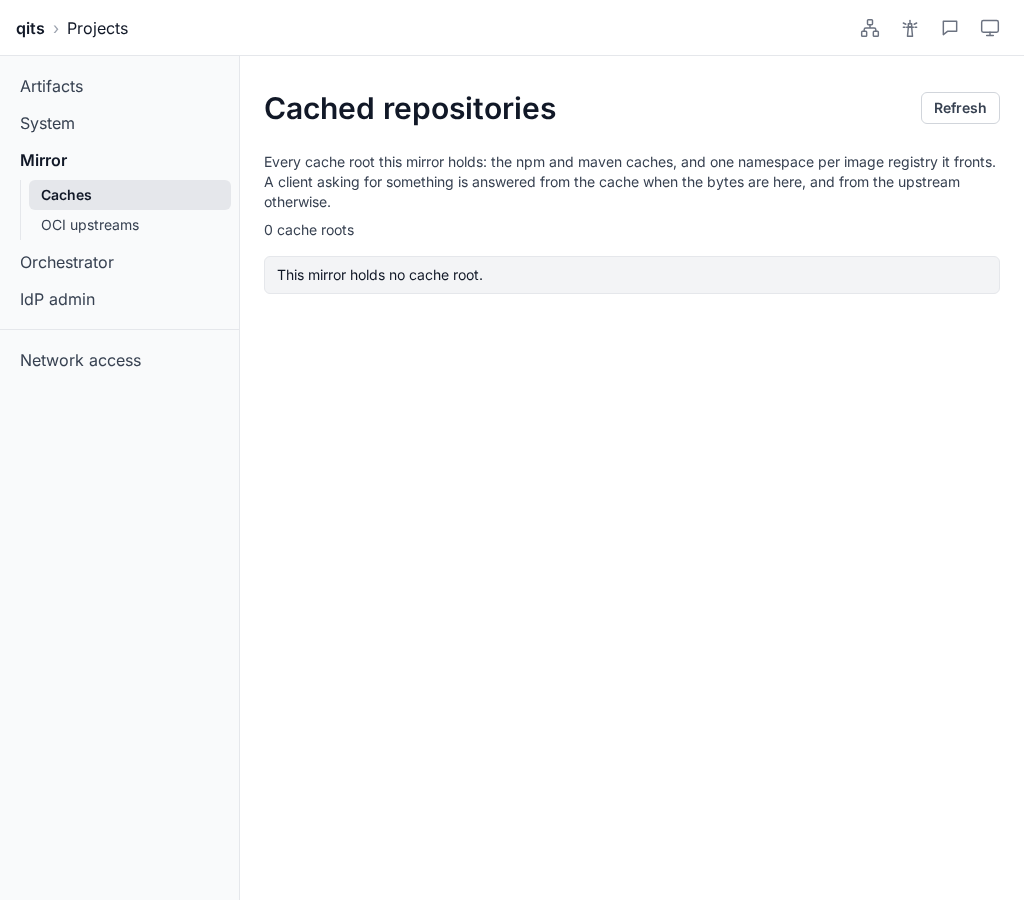 qits › Projects
Artifacts
System
Mirror
Caches
OCI upstreams
Orchestrator
IdP admin
Network access
Cached repositories
Refresh
Every cache root this mirror holds: the npm and maven caches, and one namespace per image registry it fronts.
A client asking for something is answered from the cache when the bytes are here, and from the upstream
otherwise.
0 cache roots
This mirror holds no cache root.